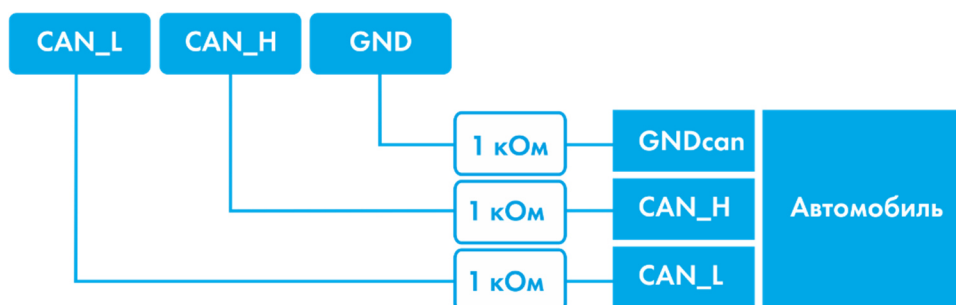 CAN_L CAN_H GND
1 кОм GNDcan
1 кОм CAN_H Автомобиль
1 кОм CAN_L